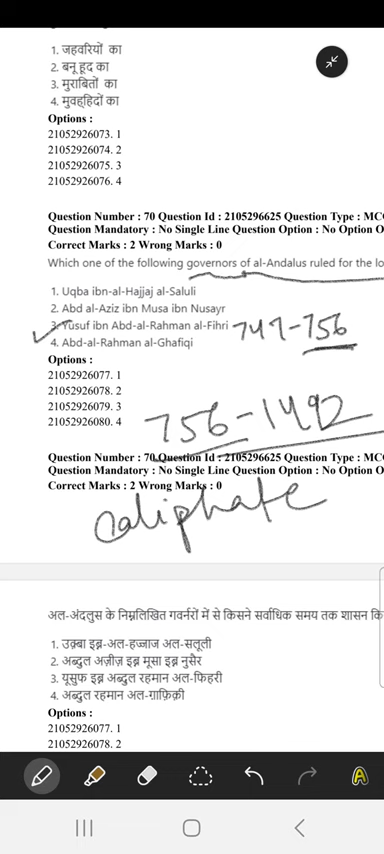 1. जहवरियों का
2. बनू हूद का
3. मुराबितों का
4. मुवह्हिदों का
Options :
21052926073. 1
21052926074. 2
21052926075. 3
21052926076. 4
Question Number : 70 Question Id : 2105296625 Question Type : MC
Question Mandatory : No Single Line Question Option : No Option O
Correct Marks : 2 Wrong Marks : 0
Which one of the following governors of al-Andalus ruled for the lo
1. Uqba ibn-al-Hajjaj al-Saluli
2. Abd al-Aziz ibn Musa ibn Nusayr
3. Yusuf ibn Abd-al-Rahman al-Fihri 747-756
4. Abd-al-Rahman al-Ghafiqi
Options :
21052926077. 1
21052926078. 2
21052926079. 3
21052926080. 4
756-1492
Question Number : 70 Question Id : 2105296625 Question Type : MC
Question Mandatory : No Single Line Question Option : No Option O
Correct Marks : 2 Wrong Marks : 0
caliphate
अल-अंदलुस के निम्नलिखित गवर्नरों में से किसने सर्वाधिक समय तक शासन कि
1. उक़्बा इब्न-अल-हज्जाज अल-सलूली
2. अब्दुल अज़ीज़ इब्न मूसा इब्न नुसैर
3. यूसुफ इब्न अब्दुल रहमान अल-फिहरी
4. अब्दुल रहमान अल-ग़ाफ़िक़ी
Options :
21052926077. 1
21052926078. 2
A